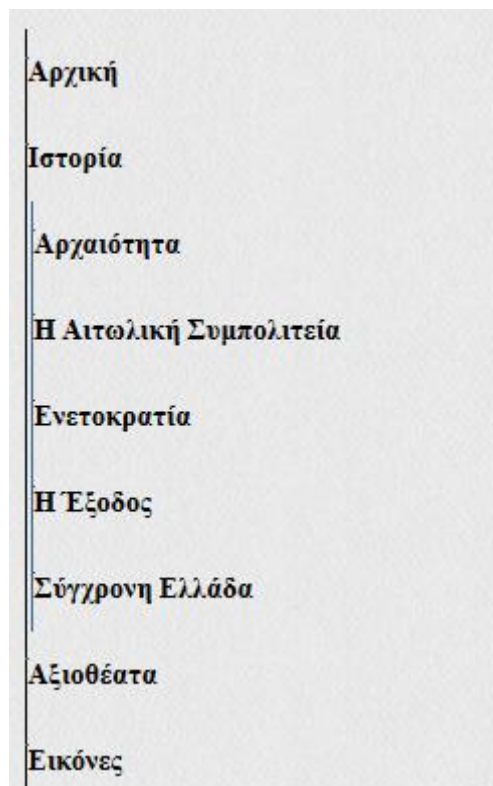 Αρχική
Ιστορία
Αρχαιότητα
Η Αιτωλική Συμπολιτεία
Ενετοκρατία
Η Έξοδος
Σύγχρονη Ελλάδα
Αξιοθέατα
Εικόνες